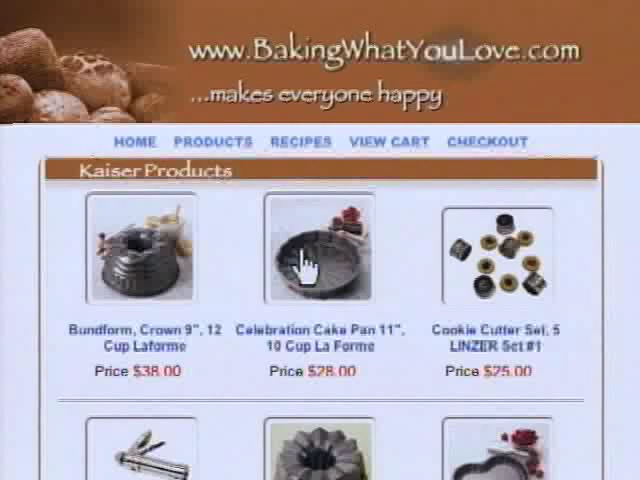 www.BakingWhatYouLove.com
...makes everyone happy
HOME PRODUCTS RECIPES VIEW CART CHECKOUT
Kaiser Products
Bundform, Crown 9", 12
Cup Laforme
Price $38.00
Celebration Cake Pan 11",
10 Cup La Forme
Price $28.00
Cookie Cutter Set, 5
LINZER Set #1
Price $25.00